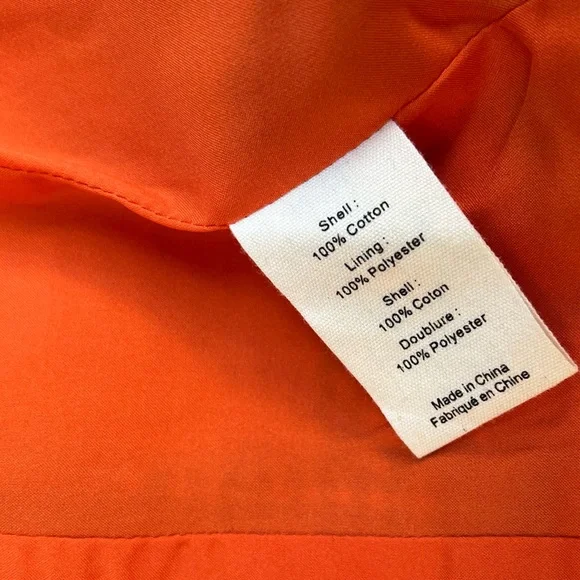 Shell :
100% Cotton
Lining :
100% Polyester
Shell :
100% Coton
Doublure :
100% Polyester
Made in China
Fabriqué en Chine